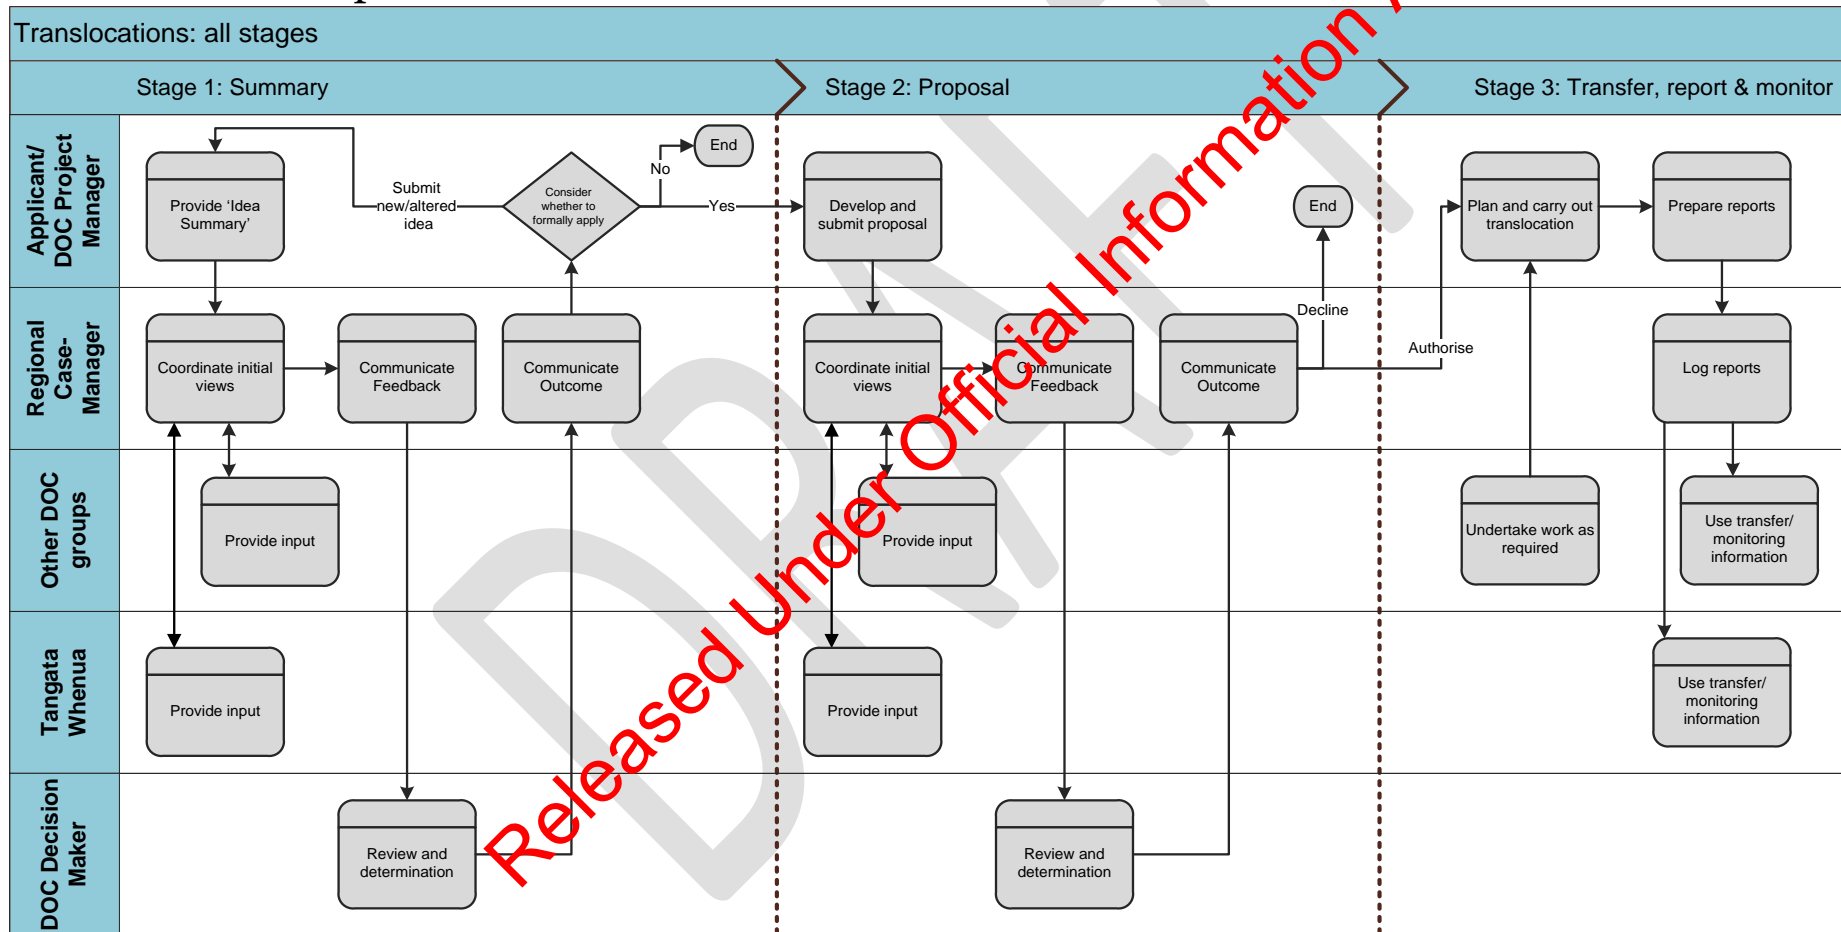 Translocations: all stages
Stage 1: Summary
Stage 2: Proposal
Stage 3: Transfer, report & monitor
Applicant/
DOC Project
Manager
Provide ‘Idea
Summary’
Submit
new/altered
idea
Consider
whether to
formally apply
No
End
Yes
Develop and
submit proposal
End
Decline
Authorise
Plan and carry out
translocation
Prepare reports
Regional
Case-
Manager
Coordinate initial
views
Communicate
Feedback
Communicate
Outcome
Coordinate initial
views
Communicate
Feedback
Communicate
Outcome
Log reports
Other DOC
groups
Provide input
Provide input
Undertake work as
required
Use transfer/
monitoring
information
Tangata
Whenua
Provide input
Provide input
Use transfer/
monitoring
information
DOC Decision
Maker
Review and
determination
Review and
determination
Released Under Official Information
DRAFT